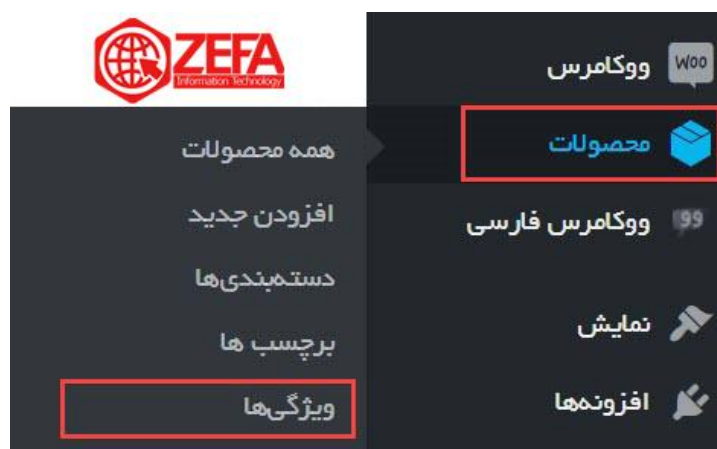 ZEFA
Information Technology
Woo ووکامرس
محصولات
ووکامرس فارسی
نمایش
افزونه‌ها
همه محصولات
افزودن جدید
دسته‌بندی‌ها
برچسب ها
ویژگی‌ها